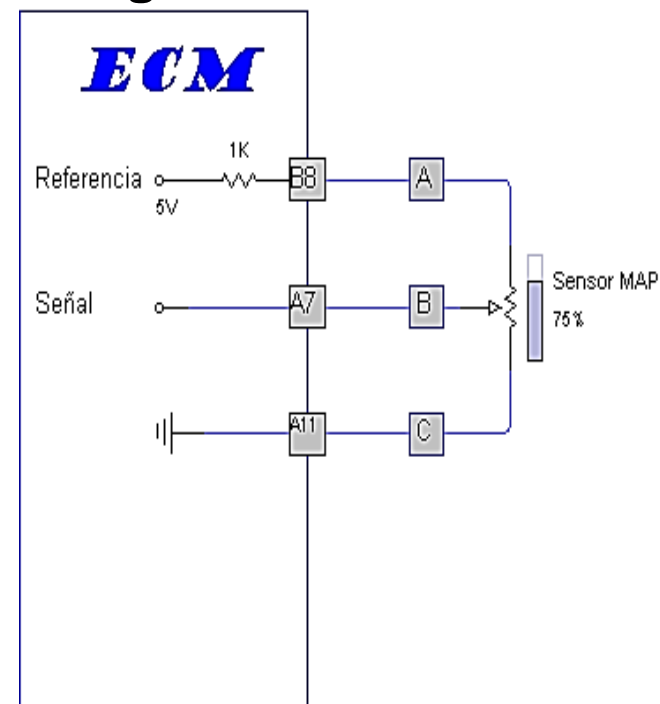 ECM
1K
Referencia
B8
A
5V
Sensor MAP
Señal
A7
B
75%
A11
C